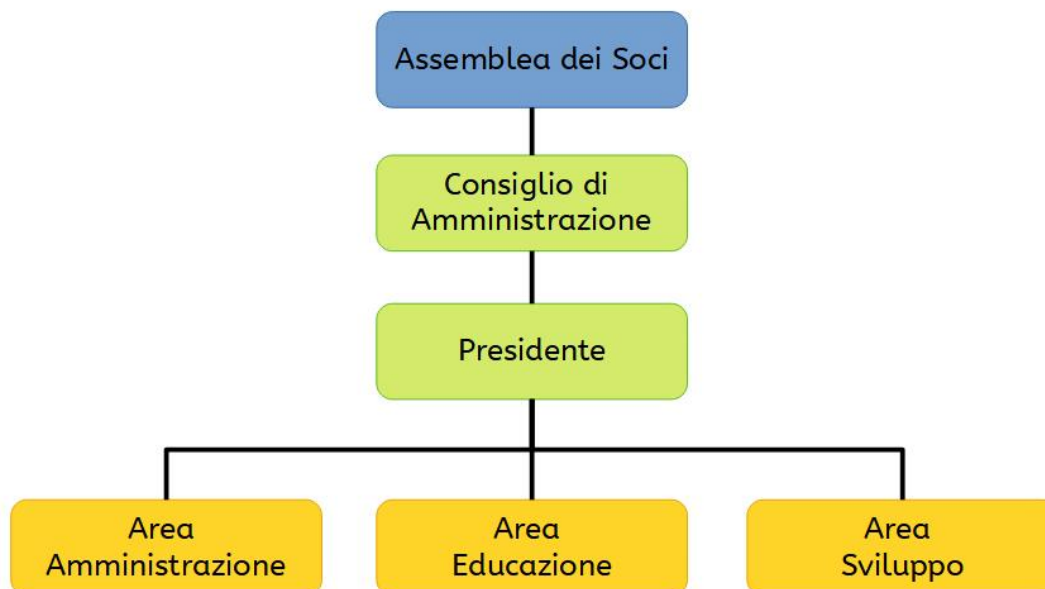 Assemblea dei Soci
Consiglio di
Amministrazione
Presidente
Area
Amministrazione
Area
Educazione
Area
Sviluppo